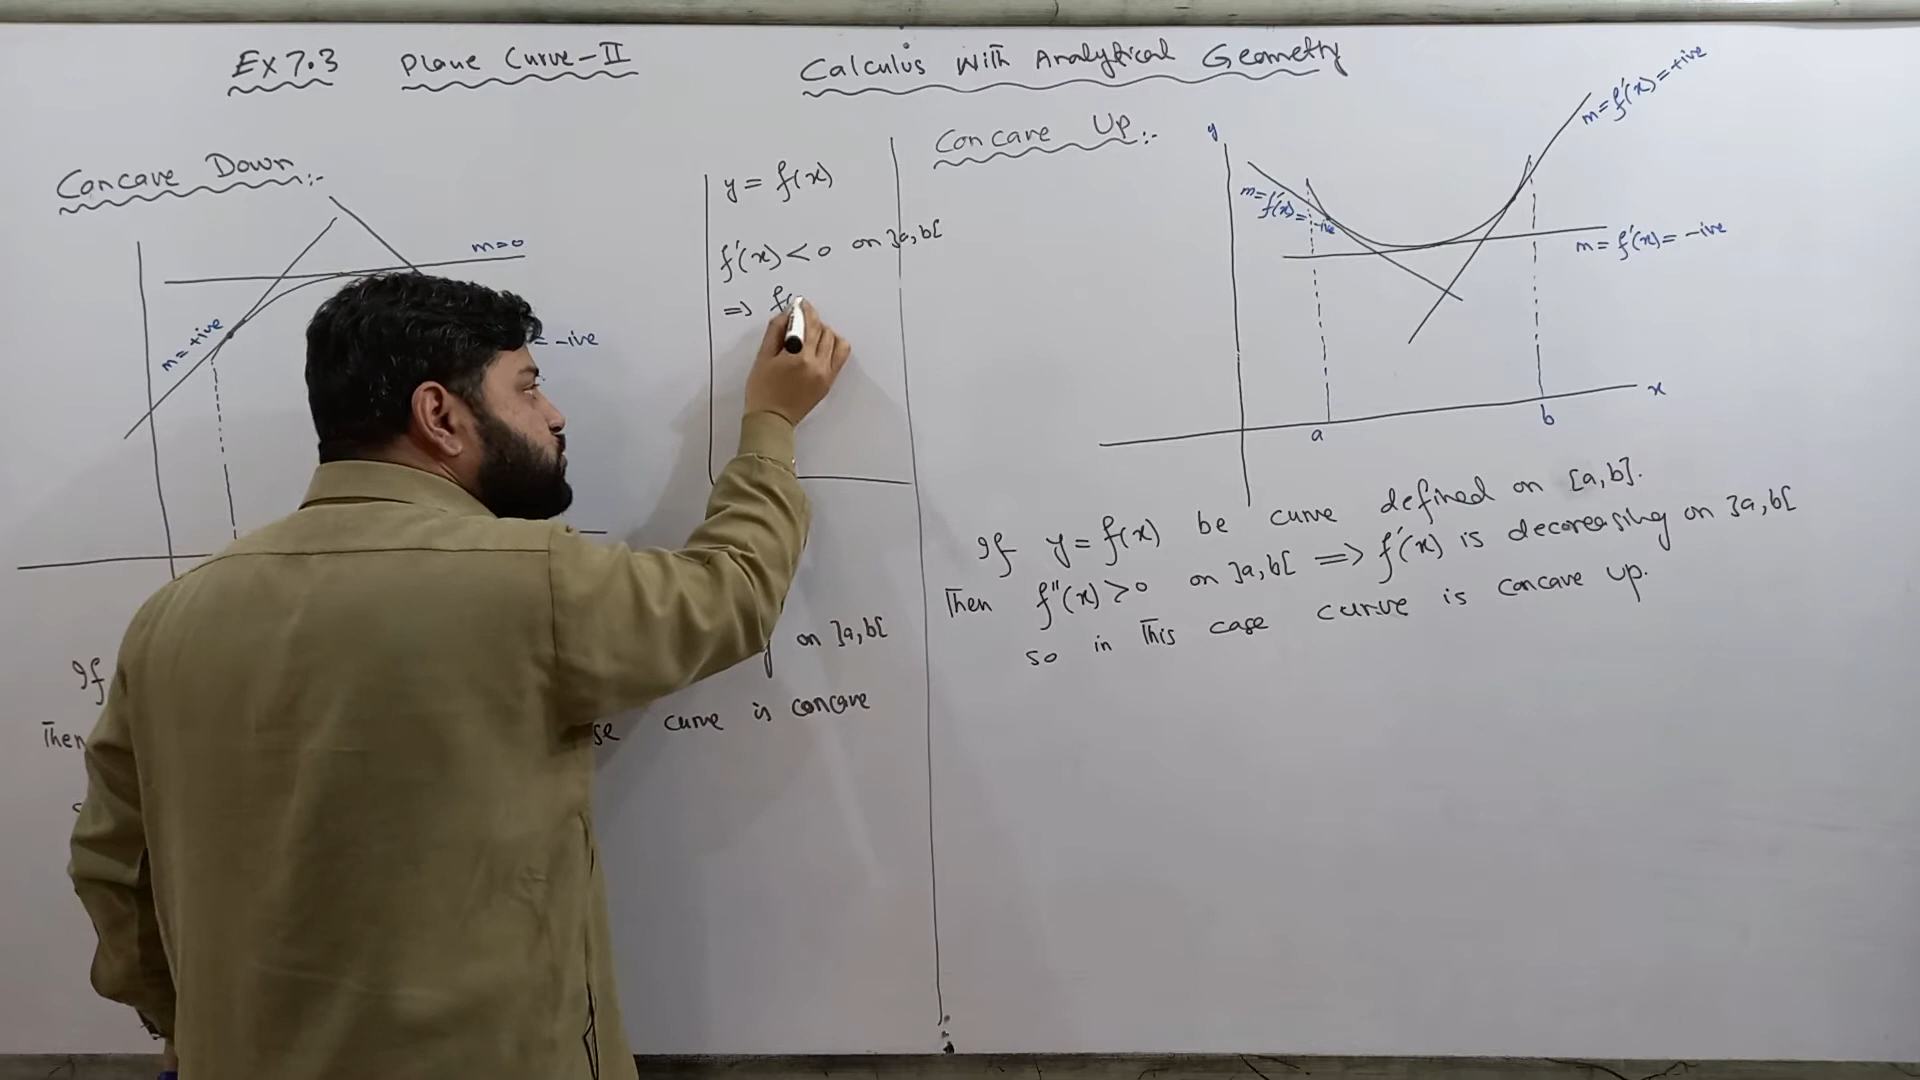 Ex 7.3 Plane Curve-II Calculus With Analytical Geometry
Concave Down:-
m=0
m=+ive
= -ive
If
Then
on ]a,b[
curve is concave
y = f(x)
f'(x) < 0 on ]a,b[
=> f(
Concave Up:-
y
m=f'(x)=+ive
m=f'(x)=-ive
m=f'(x)=-ive
x
a
b
If y=f(x) be curve defined on [a,b].
Then f''(x)>0 on ]a,b[ => f'(x) is decoreasing on ]a,b[
so in This case curve is concave up.